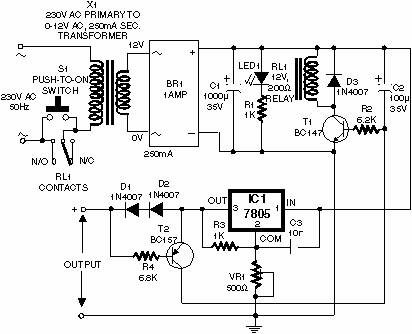 X1
230V AC PRIMARY TO
0-12V AC, 250mA SEC.
TRANSFORMER
S1
PUSH-TO-ON
SWITCH
230V AC
50Hz
N/O
N/C
RL1
CONTACTS
12V
0V
250mA
BR1
1AMP
+
–
C1
1000µ
35V
LED1
R1
1K
RL1
12V,
200Ω
RELAY
D3
1N4007
T1
BC147
R2
6.2K
C2
100µ
35V
D1
1N4007
D2
1N4007
+
OUTPUT
–
R4
6.8K
T2
BC157
OUT
3
IC1
7805
1
IN
2
COM
R3
1K
C3
10n
VR1
500Ω